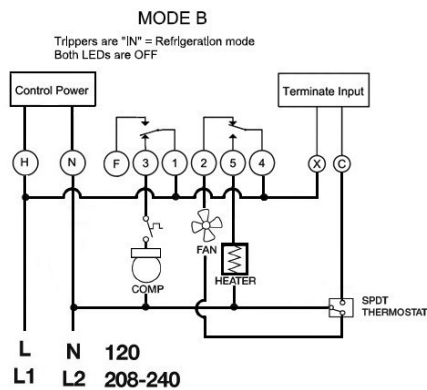 MODE B
Trippers are "IN" = Refrigeration mode
Both LEDs are OFF
Control Power
Terminate Input
H
N
F
3
1
2
5
4
X
C
FAN
COMP
HEATER
SPDT
THERMOSTAT
L N 120
L1 L2 208-240